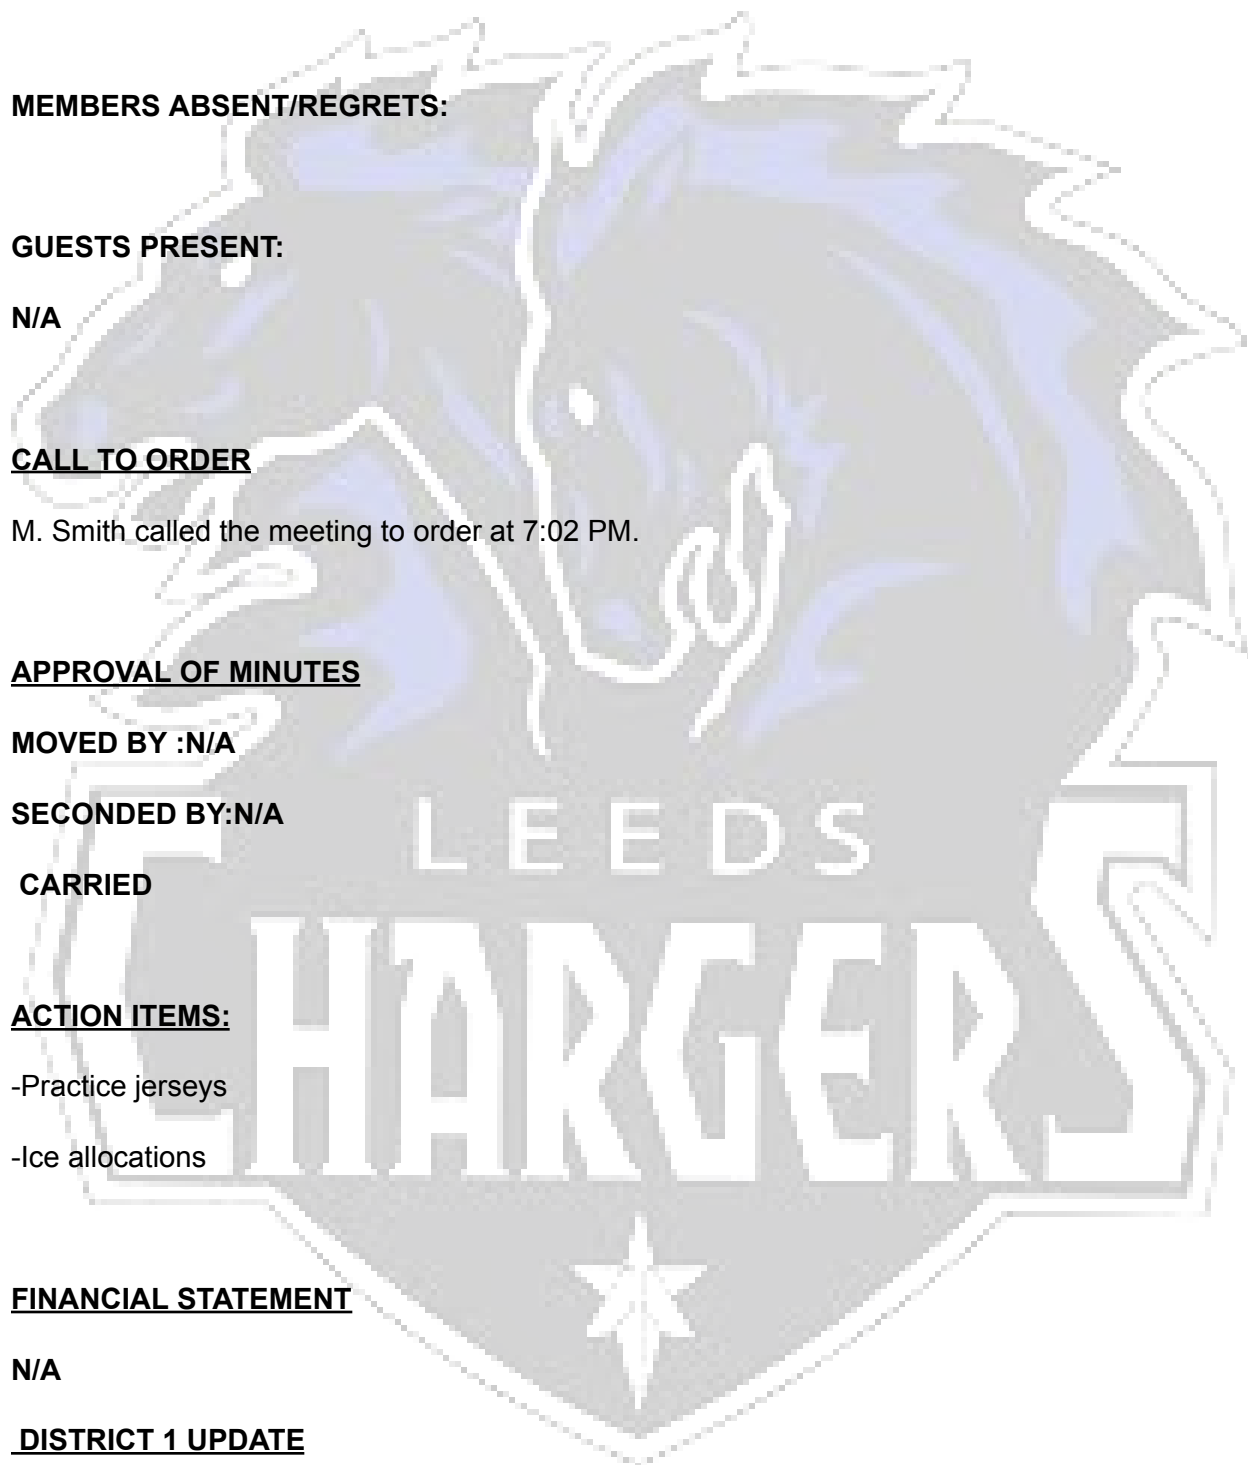 MEMBERS ABSENT/REGRETS:
GUESTS PRESENT:
N/A
CALL TO ORDER
M. Smith called the meeting to order at 7:02 PM.
APPROVAL OF MINUTES
MOVED BY :N/A
SECONDED BY:N/A
CARRIED
LEEDS
CHARGERS
ACTION ITEMS:
-Practice jerseys
-Ice allocations
FINANCIAL STATEMENT
N/A
DISTRICT 1 UPDATE